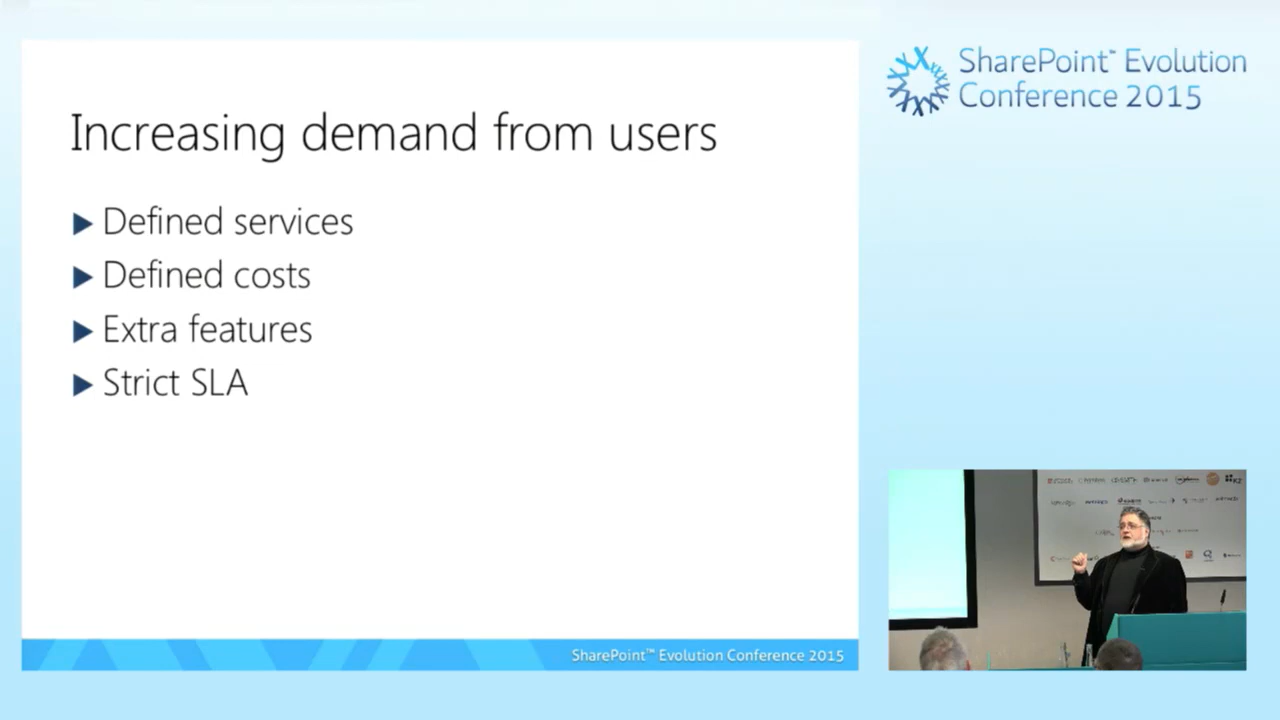 SharePoint™ Evolution
Conference 2015
Increasing demand from users
Defined services
Defined costs
Extra features
Strict SLA
SharePoint™ Evolution Conference 2015